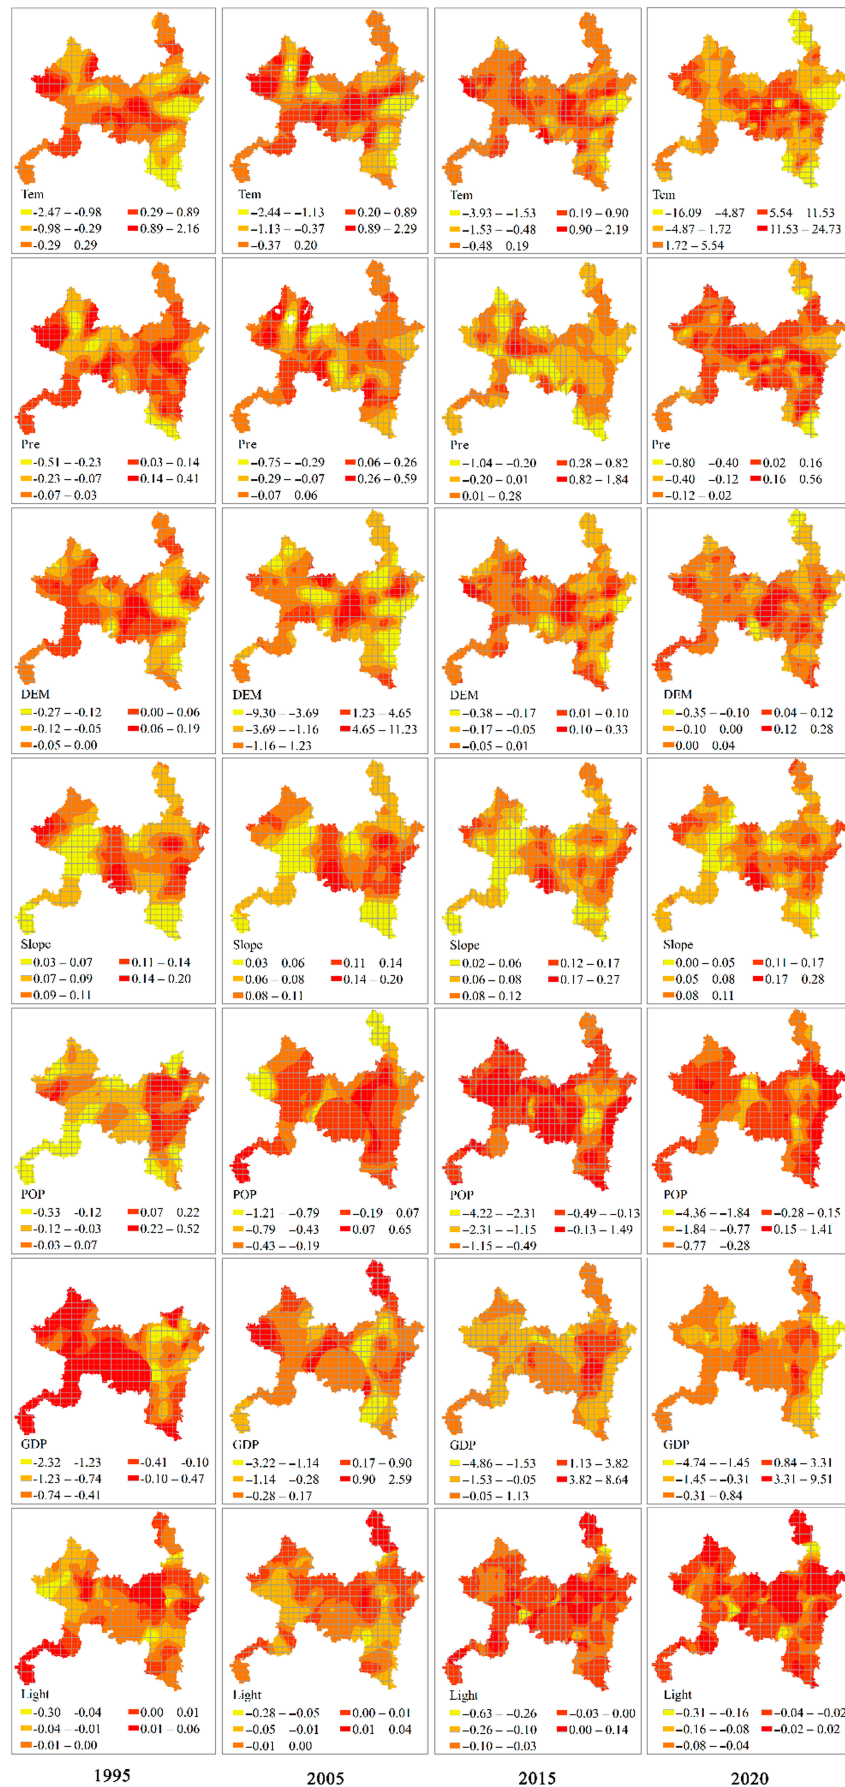 Tem
−2.47 – −0.98 0.29 – 0.89
−0.98 – −0.29 0.89 – 2.16
−0.29 0.29
Tem
−2.44 – −1.13 0.20 – 0.89
−1.13 – −0.37 0.89 – 2.29
−0.37 0.20
Tem
−3.93 – −1.53 0.19 – 0.90
−1.53 – −0.48 0.90 – 2.19
−0.48 0.19
Tem
−16.09 −4.87 5.54 11.53
−4.87 – 1.72 11.53 – 24.73
1.72 – 5.54
Pre
−0.51 – −0.23 0.03 – 0.14
−0.23 – −0.07 0.14 – 0.41
−0.07 – 0.03
Pre
−0.75 – −0.29 0.06 – 0.26
−0.29 – −0.07 0.26 – 0.59
−0.07 0.06
Pre
−1.04 – −0.20 0.28 – 0.82
−0.20 – 0.01 0.82 – 1.84
0.01 – 0.28
Pre
−0.80 −0.40 0.02 0.16
−0.40 −0.12 0.16 0.56
−0.12 – 0.02
DEM
−0.27 – −0.12 0.00 – 0.06
−0.12 – −0.05 0.06 – 0.19
−0.05 – 0.00
DEM
−9.30 – −3.69 1.23 – 4.65
−3.69 – −1.16 4.65 – 11.23
−1.16 – 1.23
DEM
−0.38 – −0.17 0.01 – 0.10
−0.17 – −0.05 0.10 – 0.33
−0.05 – 0.01
DEM
−0.35 – −0.10 0.04 – 0.12
−0.10 0.00 0.12 0.28
0.00 0.04
Slope
0.03 – 0.07 0.11 – 0.14
0.07 – 0.09 0.14 – 0.20
0.09 – 0.11
Slope
0.03 0.06 0.11 0.14
0.06 – 0.08 0.14 – 0.20
0.08 – 0.11
Slope
0.02 – 0.06 0.12 – 0.17
0.06 – 0.08 0.17 – 0.27
0.08 – 0.12
Slope
0.00 – 0.05 0.11 – 0.17
0.05 0.08 0.17 0.28
0.08 0.11
POP
−0.33 −0.12 0.07 0.22
−0.12 – −0.03 0.22 – 0.52
−0.03 – 0.07
POP
−1.21 −0.79 −0.19 – 0.07
−0.79 −0.43 0.07 0.65
−0.43 – −0.19
POP
−4.22 – −2.31 −0.49 – −0.13
−2.31 – −1.15 −0.13 – 1.49
−1.15 – −0.49
POP
−4.36 – −1.84 −0.28 – 0.15
−1.84 – −0.77 0.15 – 1.41
−0.77 −0.28
GDP
−2.32 −1.23 −0.41 −0.10
−1.23 – −0.74 −0.10 – 0.47
−0.74 – −0.41
GDP
−3.22 – −1.14 0.17 – 0.90
−1.14 −0.28 0.90 2.59
−0.28 – 0.17
GDP
−4.86 – −1.53 1.13 – 3.82
−1.53 – −0.05 3.82 – 8.64
−0.05 – 1.13
GDP
−4.74 – −1.45 0.84 – 3.31
−1.45 – −0.31 3.31 – 9.51
−0.31 – 0.84
Light
−0.30 −0.04 0.00 0.01
−0.04 – −0.01 0.01 – 0.06
−0.01 – 0.00
Light
−0.28 – −0.05 0.00 – 0.01
−0.05 −0.01 0.01 0.04
−0.01 0.00
Light
−0.63 – −0.26 −0.03 – 0.00
−0.26 – −0.10 0.00 – 0.14
−0.10 – −0.03
Light
−0.31 – −0.16 −0.04 – −0.02
−0.16 – −0.08 −0.02 – 0.02
−0.08 – −0.04
1995 2005 2015 2020